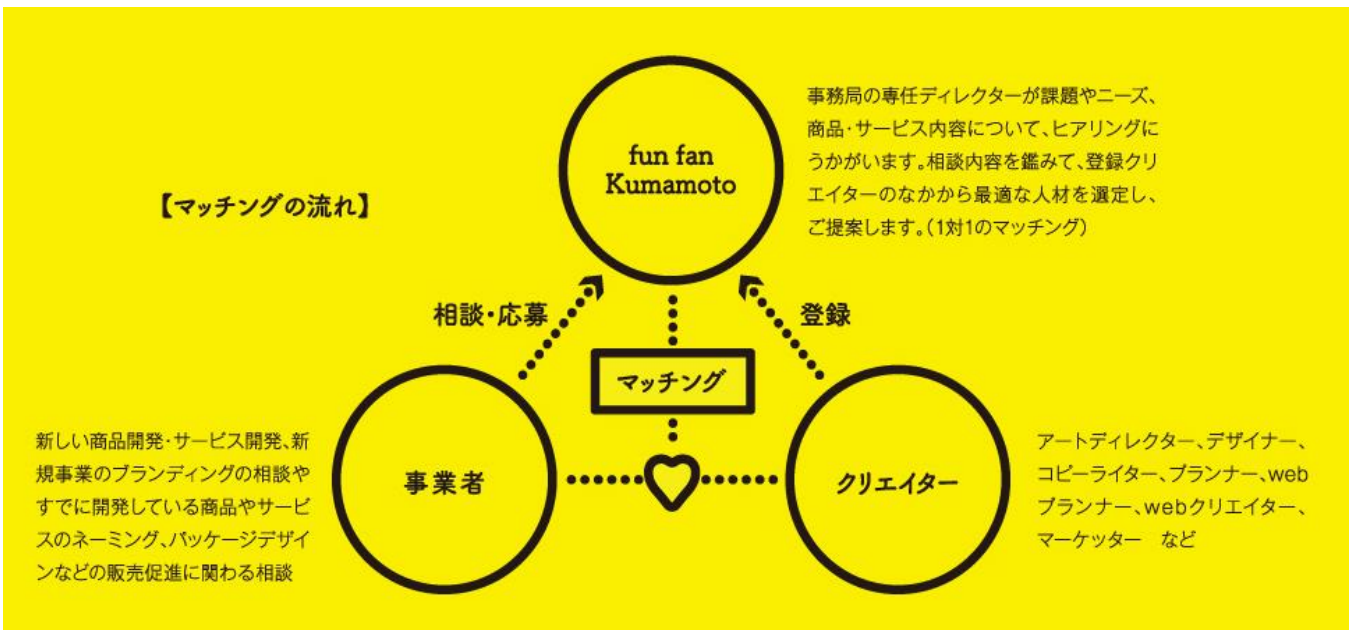 【マッチングの流れ】
fun fan
Kumamoto
事務局の専任ディレクターが課題やニーズ、
商品・サービス内容について、ヒアリングに
うかがいます。相談内容を鑑みて、登録クリ
エイターのなかから最適な人材を選定し、
ご提案します。(1対1のマッチング)
相談・応募
登録
マッチング
新しい商品開発・サービス開発、新
規事業のブランディングの相談や
すでに開発している商品やサービ
スのネーミング、パッケージデザイ
ンなどの販売促進に関わる相談
事業者
クリエイター
アートディレクター、デザイナー、
コピーライター、プランナー、web
プランナー、webクリエイター、
マーケッター　など